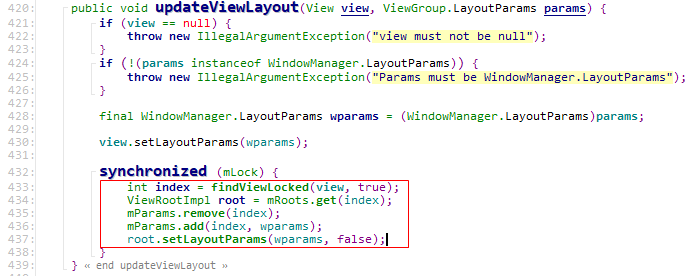 420: public void updateViewLayout(View view, ViewGroup.LayoutParams params) {
421: if (view == null) {
422: throw new IllegalArgumentException("view must not be null");
423: }
424: if (!(params instanceof WindowManager.LayoutParams)) {
425: throw new IllegalArgumentException("Params must be WindowManager.LayoutParams");
426: }
427:
428: final WindowManager.LayoutParams wparams = (WindowManager.LayoutParams)params;
429:
430: view.setLayoutParams(wparams);
431:
432: synchronized (mLock) {
433: int index = findViewLocked(view, true);
434: ViewRootImpl root = mRoots.get(index);
435: mParams.remove(index);
436: mParams.add(index, wparams);
437: root.setLayoutParams(wparams, false);
438: }
439: } « end updateViewLayout »